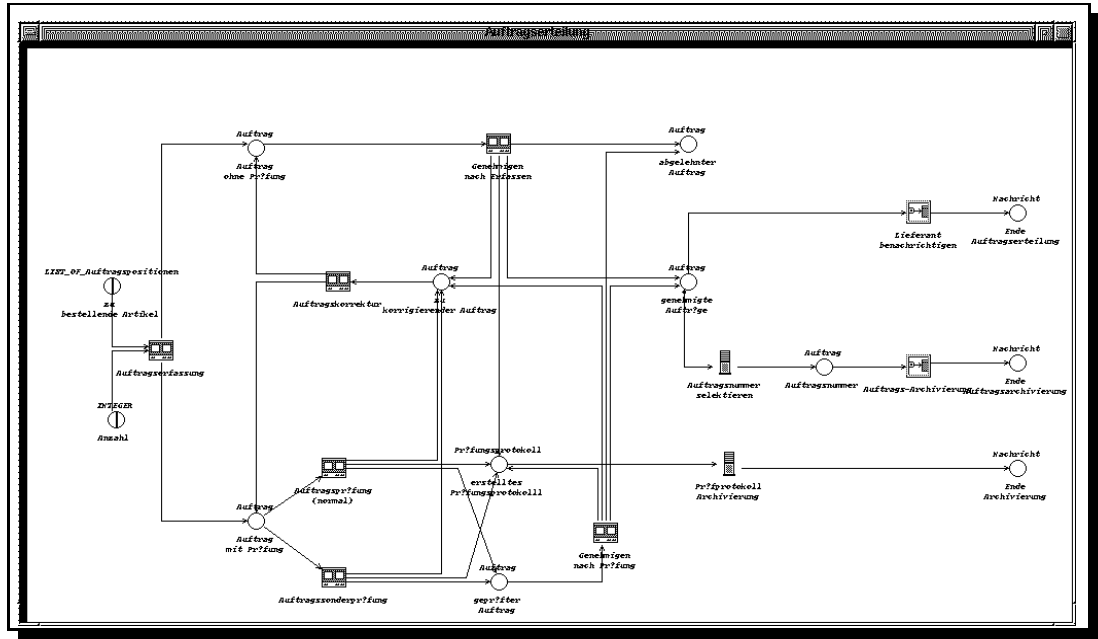 Auftragserteilung
Auftrag
Auftrag
ohne Pr?fung
Genehmigen
nach Erfassen
Auftrag
abgelehnter
Auftrag
Nachricht
Lieferant
benachrichtigen
Ende
Auftragserteilung
LIST_OF_Auftragspositionen
zu
bestellende Artikel
Auftragskorrektur
Auftrag
zu
korrigierender Auftrag
Auftrag
genehmigte
Auftr?ge
Auftragserfassung
INTEGER
Anzahl
Auftragsnummer
selektieren
Auftrag
Auftragsnummer
Auftrags-Archivierung
Nachricht
Ende
Auftragsarchivierung
Auftragspr?fung
(normal)
Pr?fungsprotokoll
erstelltes
Pr?fungsprotokolll
Pr?fprotokoll
Archivierung
Nachricht
Ende
Archivierung
Auftrag
Auftrag
mit Pr?fung
Genehmigen
nach Pr?fung
Auftragssonderpr?fung
Auftrag
gepr?fter
Auftrag